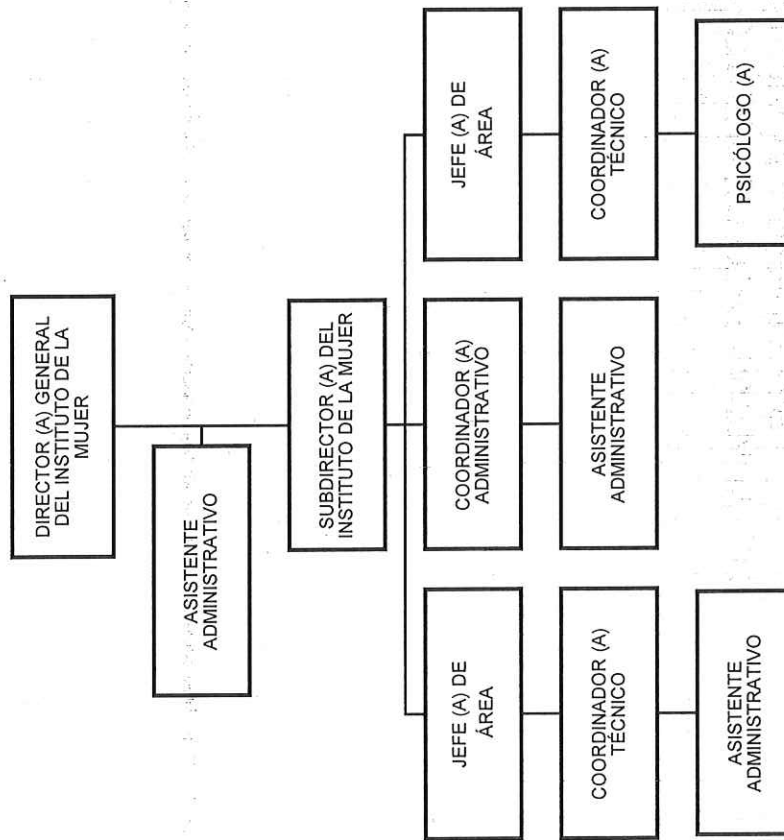 DIRECTOR (A) GENERAL
DEL INSTITUTO DE LA
MUJER
ASISTENTE
ADMINISTRATIVO
SUBDIRECTOR (A) DEL
INSTITUTO DE LA MUJER
JEFE (A) DE
ÁREA
COORDINADOR (A)
TÉCNICO
ASISTENTE
ADMINISTRATIVO
COORDINADOR (A)
ADMINISTRATIVO
ASISTENTE
ADMINISTRATIVO
JEFE (A) DE
ÁREA
COORDINADOR (A)
TÉCNICO
PSICÓLOGO (A)